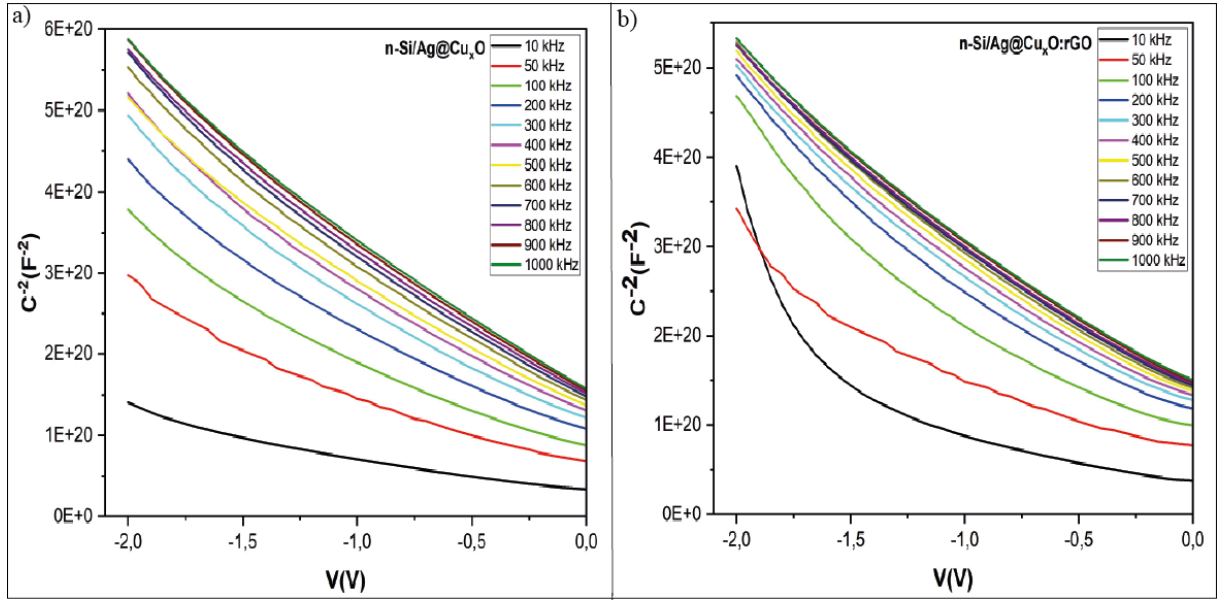 a)
n-Si/Ag@CuₓO
10 kHz
50 kHz
100 kHz
200 kHz
300 kHz
400 kHz
500 kHz
600 kHz
700 kHz
800 kHz
900 kHz
1000 kHz
6E+20
5E+20
4E+20
3E+20
2E+20
1E+20
0E+0
C⁻²(F⁻²)
-2,0
-1,5
-1,0
-0,5
0,0
V(V)
b)
n-Si/Ag@CuₓO:rGO
10 kHz
50 kHz
100 kHz
200 kHz
300 kHz
400 kHz
500 kHz
600 kHz
700 kHz
800 kHz
900 kHz
1000 kHz
5E+20
4E+20
3E+20
2E+20
1E+20
0E+0
C⁻²(F⁻²)
-2,0
-1,5
-1,0
-0,5
0,0
V(V)